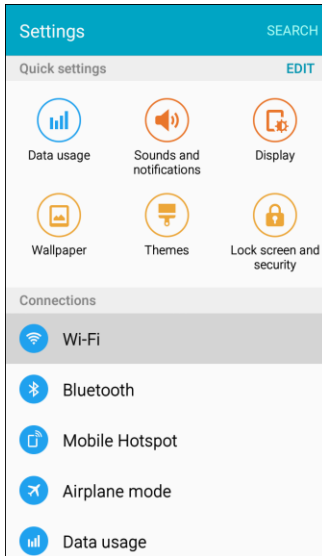 Settings
SEARCH
Quick settings
EDIT
Data usage
Sounds and
notifications
Display
Wallpaper
Themes
Lock screen and
security
Connections
Wi-Fi
Bluetooth
Mobile Hotspot
Airplane mode
Data usage